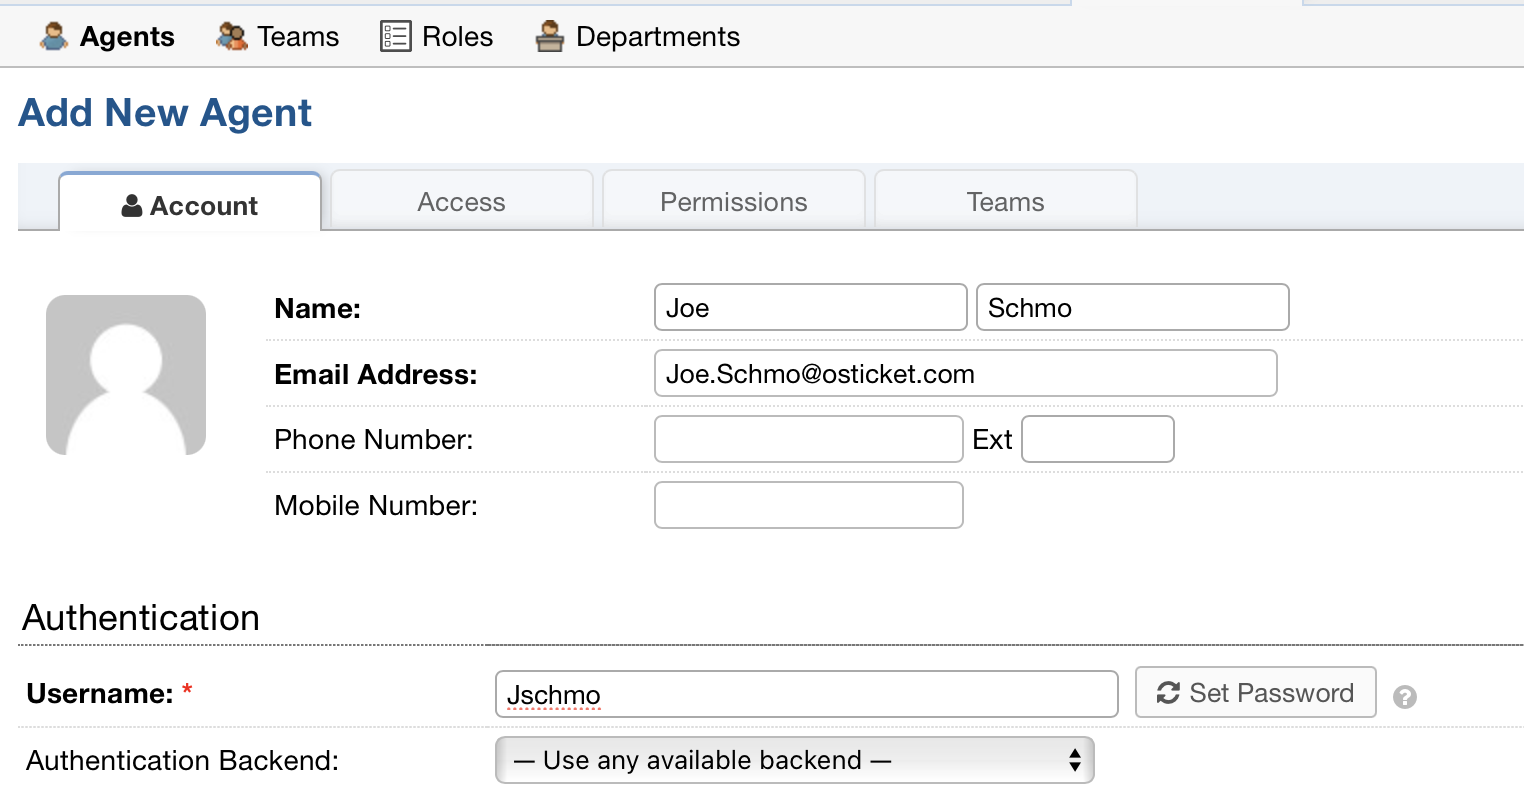 Agents Teams Roles Departments
Add New Agent
Account Access Permissions Teams
Name: Joe Schmo
Email Address: Joe.Schmo@osticket.com
Phone Number: Ext
Mobile Number:
Authentication
Username: * Jschmo Set Password ?
Authentication Backend: — Use any available backend —